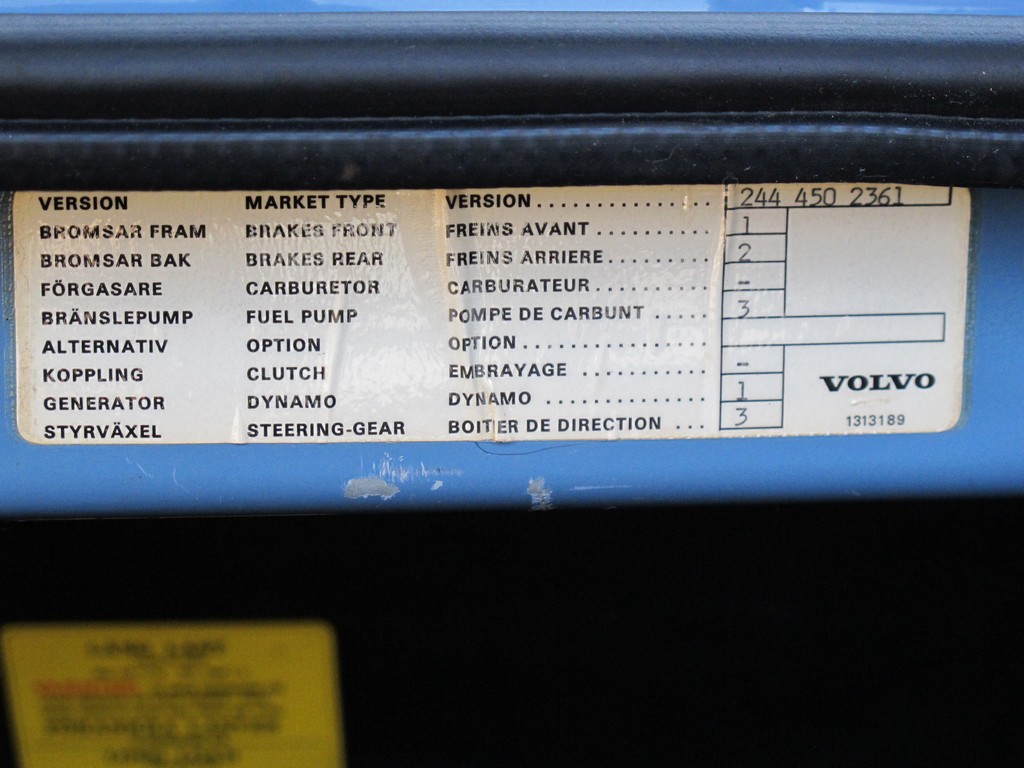 VERSION MARKET TYPE VERSION.............. 244 450 2361
BROMSAR FRAM BRAKES FRONT FREINS AVANT ......... 1
BROMSAR BAK BRAKES REAR FREINS ARRIERE........ 2
FÖRGASARE CARBURETOR CARBURATEUR......... -
BRÄNSLEPUMP FUEL PUMP POMPE DE CARBUNT ..... 3
ALTERNATIV OPTION OPTION..............
KOPPLING CLUTCH EMBRAYAGE .......... -
GENERATOR DYNAMO DYNAMO ............ 1
STYRVÄXEL STEERING-GEAR BOITER DE DIRECTION ... 3
VOLVO
1313189